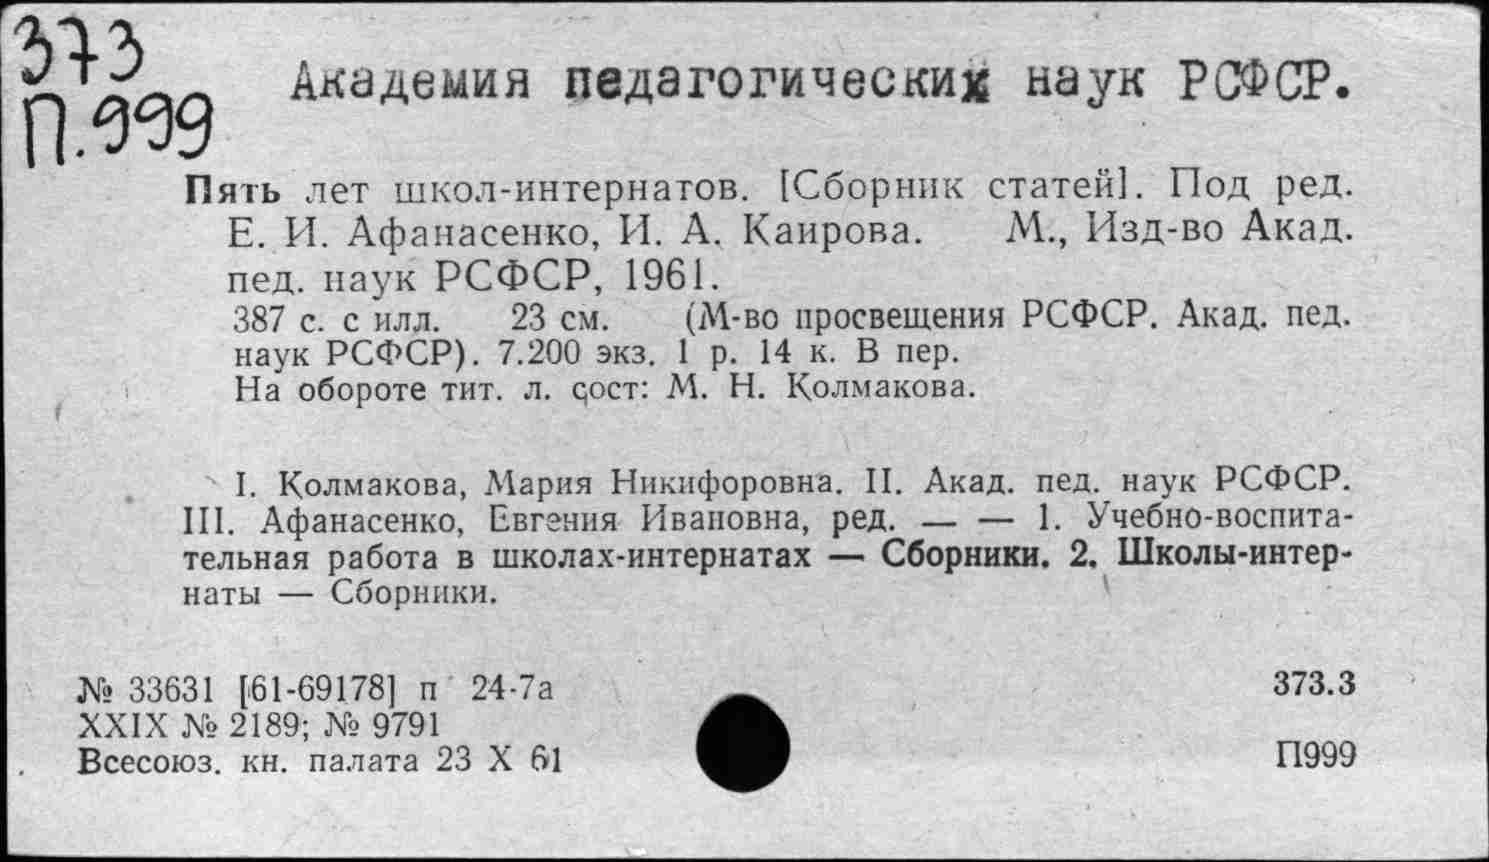 373
П.999
Академия педагогических наук РСФСР.
Пять лет школ-интернатов. [Сборник статей]. Под ред.
Е. И. Афанасенко, И. А. Каирова. М., Изд-во Акад.
пед. наук РСФСР, 1961.
387 с. с илл. 23 см. (М-во просвещения РСФСР. Акад. пед.
наук РСФСР). 7.200 экз. 1 р. 14 к. В пер.
На обороте тит. л. сост: М. Н. Колмакова.
I. Колмакова, Мария Никифоровна. II. Акад. пед. наук РСФСР.
III. Афанасенко, Евгения Ивановна, ред. — — 1. Учебно-воспита-
тельная работа в школах-интернатах — Сборники. 2. Школы-интер-
наты — Сборники.
№ 33631 [61-69178] п 24-7а 373.3
XXIX № 2189; № 9791
Всесоюз. кн. палата 23 X 61 П999